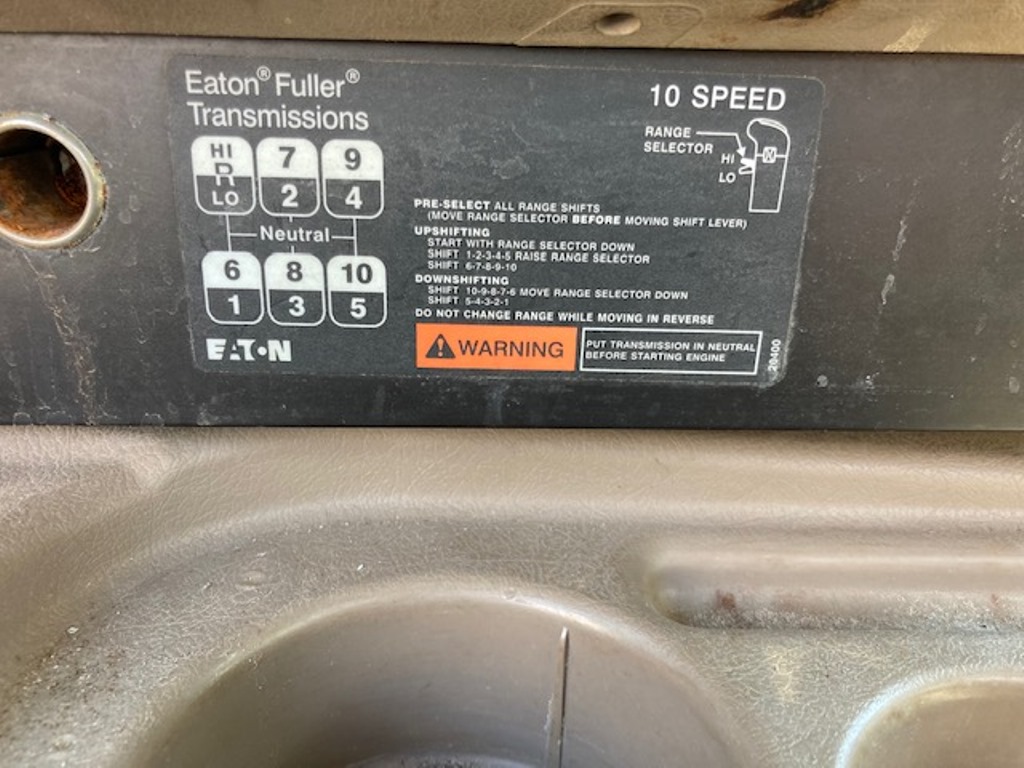 Eaton® Fuller®
Transmissions
10 SPEED
RANGE
SELECTOR
HI
LO
HI 7 9
R
LO 2 4
Neutral
6 8 10
1 3 5
EATON
PRE-SELECT ALL RANGE SHIFTS
(MOVE RANGE SELECTOR BEFORE MOVING SHIFT LEVER)
UPSHIFTING
START WITH RANGE SELECTOR DOWN
SHIFT 1-2-3-4-5 RAISE RANGE SELECTOR
SHIFT 6-7-8-9-10
DOWNSHIFTING
SHIFT 10-9-8-7-6 MOVE RANGE SELECTOR DOWN
SHIFT 5-4-3-2-1
DO NOT CHANGE RANGE WHILE MOVING IN REVERSE
WARNING
PUT TRANSMISSION IN NEUTRAL
BEFORE STARTING ENGINE
20400